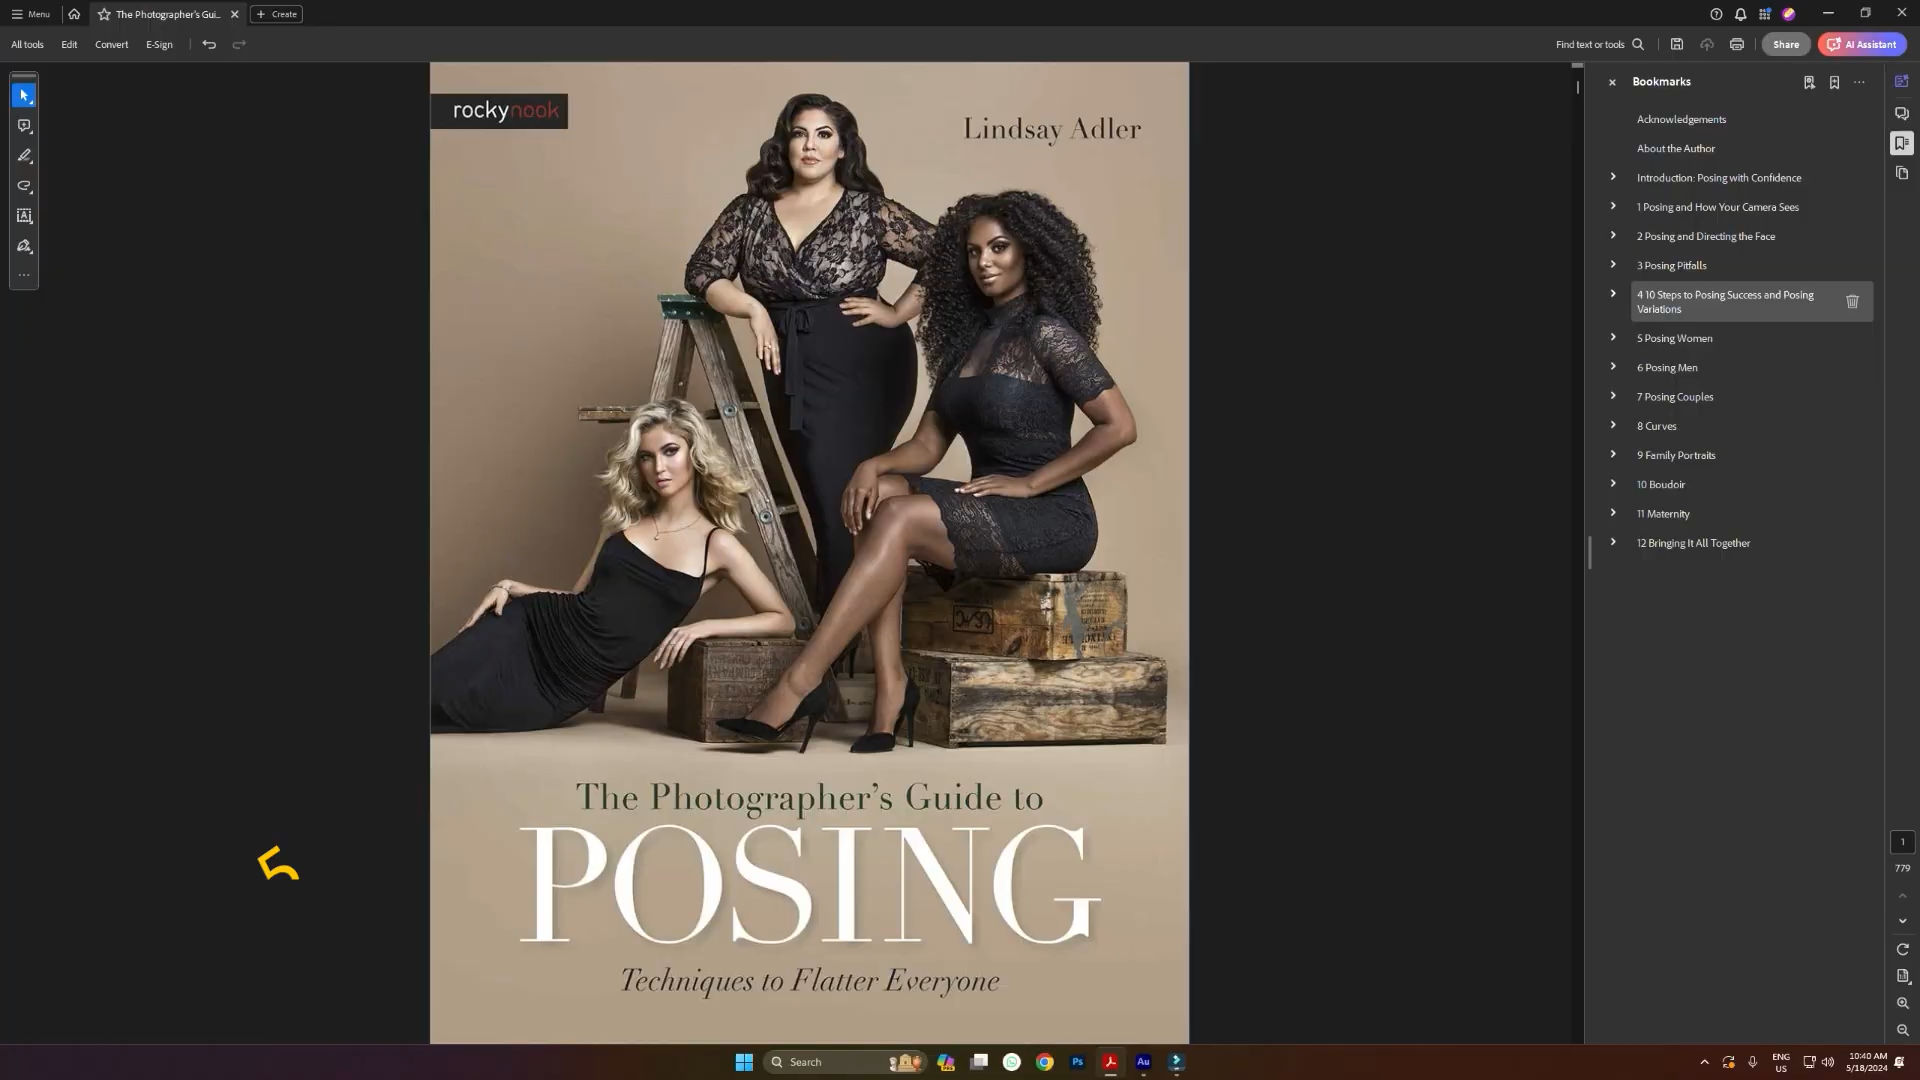 Menu
The Photographer's Gui...
Create
All tools
Edit
Convert
E-Sign
Find text or tools
Share
AI Assistant
rockynook
Lindsay Adler
The Photographer's Guide to
POSING
Techniques to Flatter Everyone
Bookmarks
Acknowledgements
About the Author
Introduction: Posing with Confidence
1 Posing and How Your Camera Sees
2 Posing and Directing the Face
3 Posing Pitfalls
4 10 Steps to Posing Success and Posing
Variations
5 Posing Women
6 Posing Men
7 Posing Couples
8 Curves
9 Family Portraits
10 Boudoir
11 Maternity
12 Bringing It All Together
1
779
Search
Ps
Au
ENG
US
10:40 AM
5/18/2024